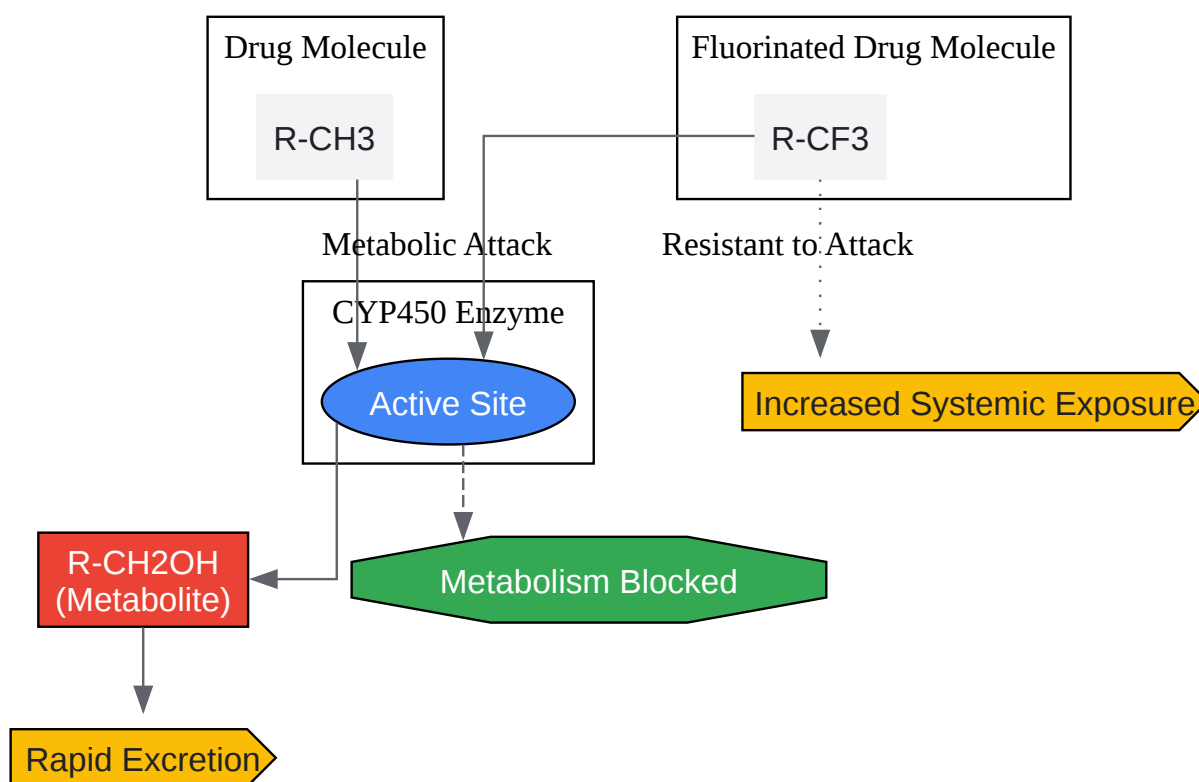 Drug Molecule
Fluorinated Drug Molecule
R-CH3
R-CF3
Metabolic Attack
Resistant to Attack
CYP450 Enzyme
Active Site
Increased Systemic Exposure
R-CH2OH
(Metabolite)
Metabolism Blocked
Rapid Excretion